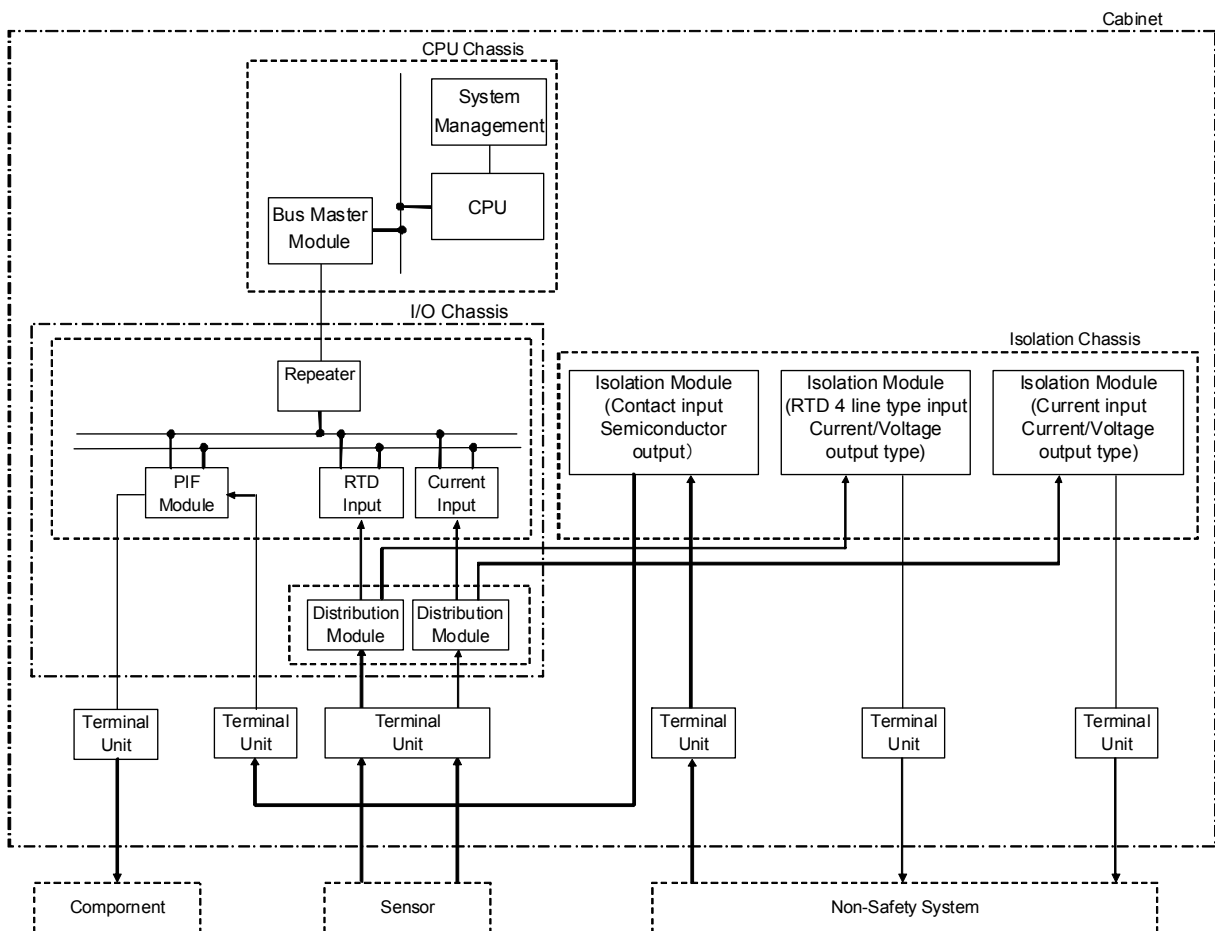 Cabinet
CPU Chassis
System
Management
CPU
Bus Master
Module
I/O Chassis
Repeater
PIF
Module
RTD
Input
Current
Input
Distribution
Module
Distribution
Module
Isolation Chassis
Isolation Module
(Contact input
Semiconductor
output)
Isolation Module
(RTD 4 line type input
Current/Voltage
output type)
Isolation Module
(Current input
Current/Voltage
output type)
Terminal
Unit
Terminal
Unit
Terminal
Unit
Terminal
Unit
Terminal
Unit
Terminal
Unit
Compornent
Sensor
Non-Safety System